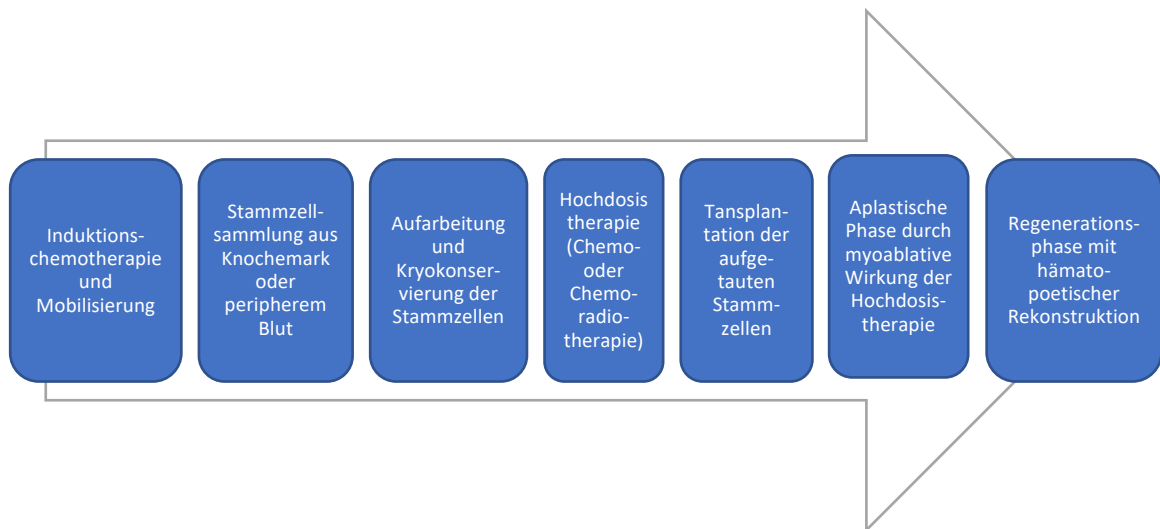 Induktions-
chemotherapie
und
Mobilisierung
Stammzell-
sammlung aus
Knochemark
oder
peripherem
Blut
Aufarbeitung
und
Kryokonser-
vierung der
Stammzellen
Hochdosis
therapie
(Chemo-
oder
Chemo-
radio-
therapie)
Tansplan-
tation der
aufge-
tauten
Stamm-
zellen
Aplastische
Phase durch
myoablative
Wirkung der
Hochdosis-
therapie
Regenerations-
phase mit
hämato-
poetischer
Rekonstruktion